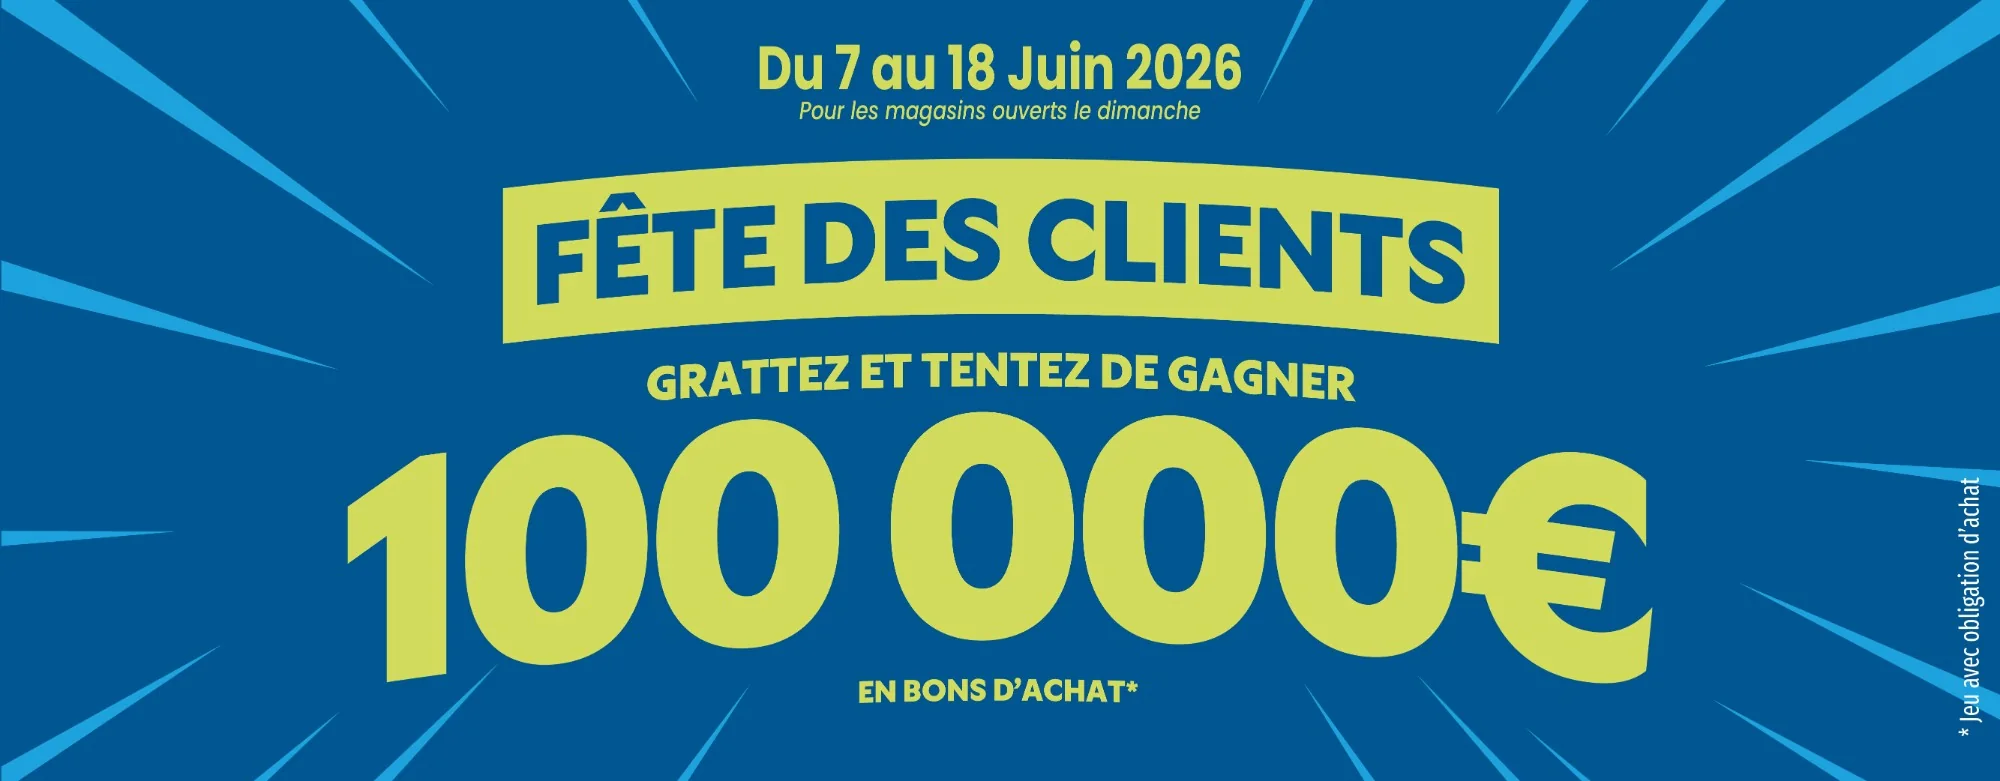 Du 7 au 18 Juin 2026
Pour les magasins ouverts le dimanche
FÊTE DES CLIENTS
GRATTEZ ET TENTEZ DE GAGNER
100 000€
EN BONS D'ACHAT*
* Jeu avec obligation d'achat